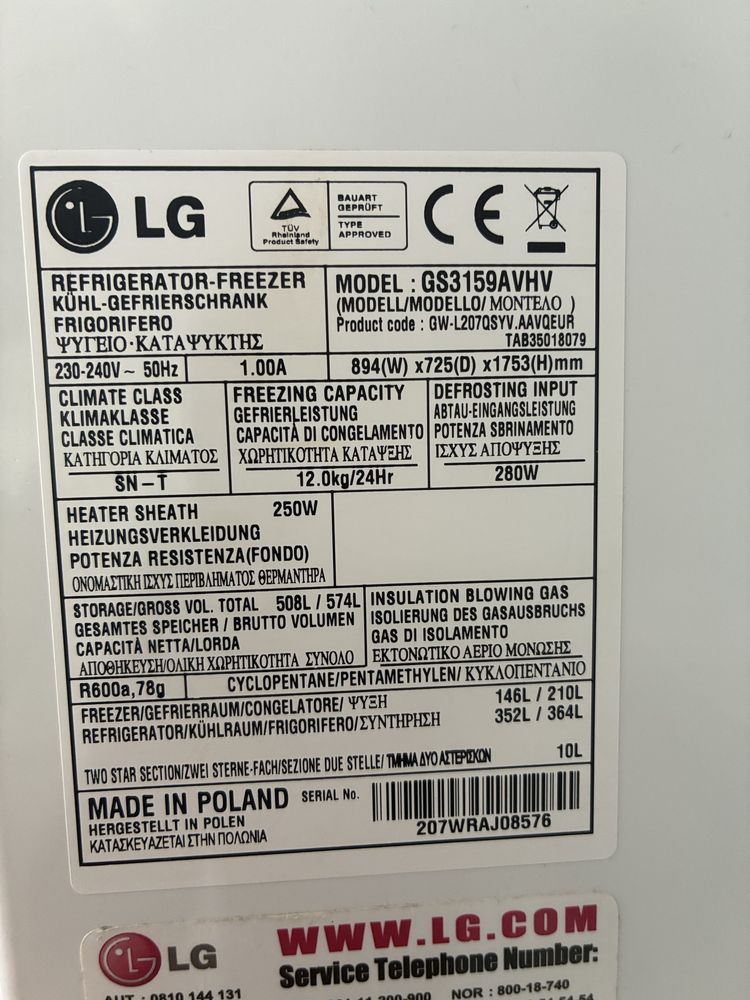 LG
TÜV
Rheinland
Product Safety
BAUART
GEPRÜFT
TYPE
APPROVED
CE
REFRIGERATOR-FREEZER
KÜHL-GEFRIERSCHRANK
FRIGORIFERO
ΨΥΓΕΙΟ·ΚΑΤΑΨΥΚΤΗΣ
MODEL : GS3159AVHV
(MODELL/MODELLO/ ΜΟΝΤΕΛΟ )
Product code : GW-L207QSYV.AAVQEUR
TAB35018079
230-240V ~ 50Hz
1.00A
894(W) x725(D) x1753(H)mm
CLIMATE CLASS
KLIMAKLASSE
CLASSE CLIMATICA
ΚΑΤΗΓΟΡΙΑ ΚΛΙΜΑΤΟΣ
SN-T
FREEZING CAPACITY
GEFRIERLEISTUNG
CAPACITÀ DI CONGELAMENTO
ΧΩΡΗΤΙΚΟΤΗΤΑ ΚΑΤΑΨΞΗΣ
12.0kg/24Hr
DEFROSTING INPUT
ABTAU-EINGANGSLEISTUNG
POTENZA SBRINAMENTO
ΙΣΧΥΣ ΑΠΟΨΥΞΗΣ
280W
HEATER SHEATH 250W
HEIZUNGSVERKLEIDUNG
POTENZA RESISTENZA(FONDO)
ΟΝΟΜΑΣΤΙΚΗ ΙΣΧΥΣ ΠΕΡΙΒΛΗΜΑΤΟΣ ΘΕΡΜΑΝΤΗΡΑ
STORAGE/GROSS VOL. TOTAL 508L / 574L
GESAMTES SPEICHER / BRUTTO VOLUMEN
CAPACITÀ NETTA/LORDA
ΑΠΟΘΗΚΕΥΣΗ/ΟΛΙΚΗ ΧΩΡΗΤΙΚΟΤΗΤΑ ΣΥΝΟΛΟ
INSULATION BLOWING GAS
ISOLIERUNG DES GASAUSBRUCHS
GAS DI ISOLAMENTO
ΕΚΤΟΝΩΤΙΚΟ ΑΕΡΙΟ ΜΟΝΩΣΗΣ
R600a,78g
CYCLOPENTANE/PENTAMETHYLEN/ ΚΥΚΛΟΠΕΝΤΑΝΙΟ
FREEZER/GEFRIERRAUM/CONGELATORE/ ΨΥΞΗ 146L / 210L
REFRIGERATOR/KÜHLRAUM/FRIGORIFERO/ΣΥΝΤΗΡΗΣΗ 352L / 364L
TWO STAR SECTION/ZWEI STERNE-FACH/SEZIONE DUE STELLE/ ΤΜΗΜΑ ΔΥΟ ΑΣΤΕΡΙΣΚΩΝ 10L
MADE IN POLAND SERIAL No.
HERGESTELLT IN POLEN
ΚΑΤΑΣΚΕΥΑΖΕΤΑΙ ΣΤΗΝ ΠΟΛΩΝΙΑ
207WRAJ08576
LG
WWW.LG.COM
Service Telephone Number:
AUT : 0810 144 131
NOR : 800-18-740